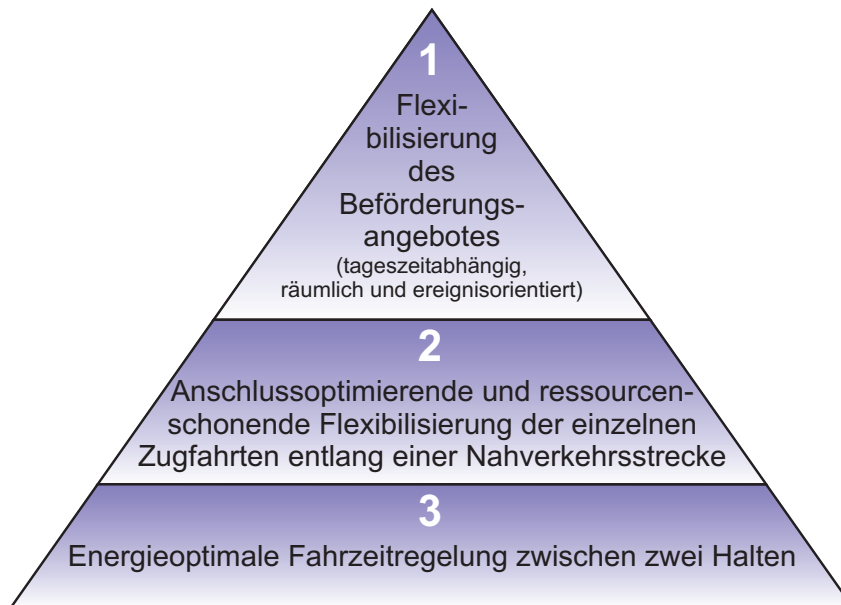 1
Flexi-
bilisierung
des
Beförderungs-
angebotes
(tageszeitabhängig,
räumlich und ereignisorientiert)
2
Anschlussoptimierende und ressourcen-
schonende Flexibilisierung der einzelnen
Zugfahrten entlang einer Nahverkehrsstrecke
3
Energieoptimale Fahrzeitregelung zwischen zwei Halten